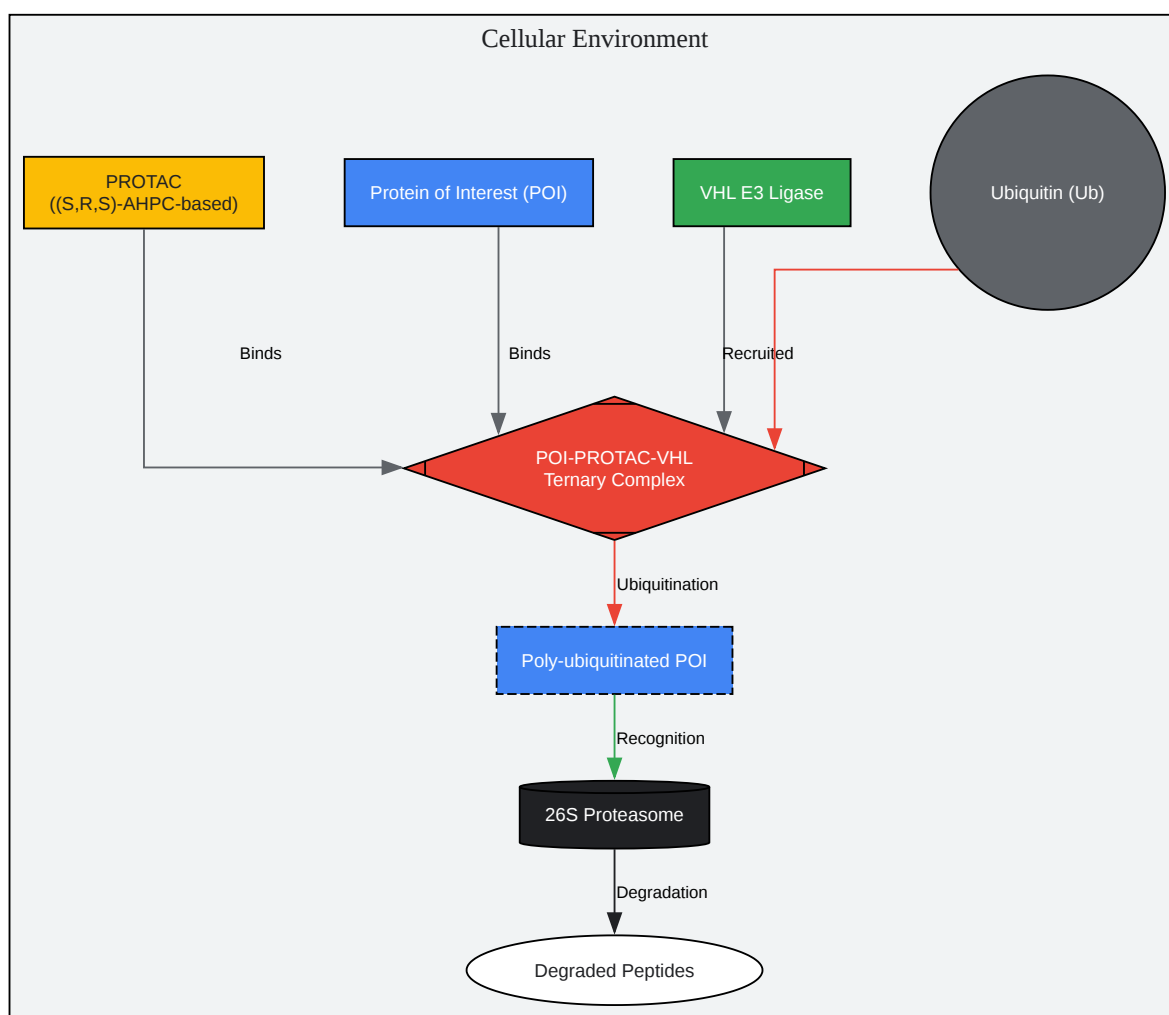 Cellular Environment
PROTAC
((S,R,S)-AHPC-based)
Protein of Interest (POI)
VHL E3 Ligase
Ubiquitin (Ub)
Binds
Binds
Recruited
POI-PROTAC-VHL
Ternary Complex
Ubiquitination
Poly-ubiquitinated POI
Recognition
26S Proteasome
Degradation
Degraded Peptides